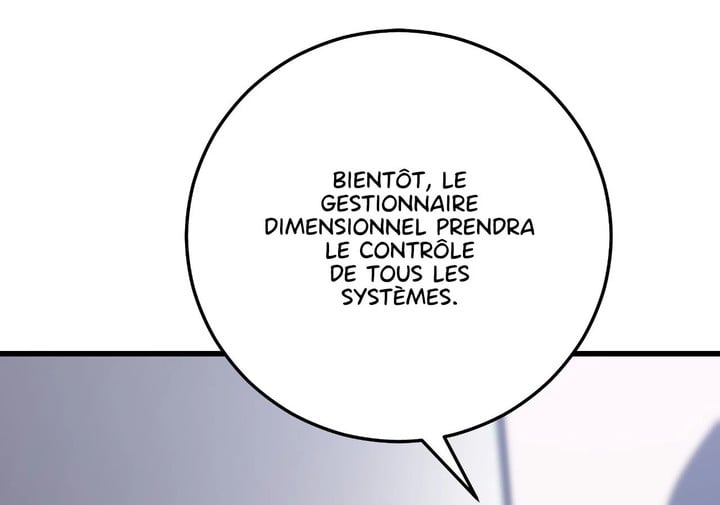 BIENTÔT, LE
GESTIONNAIRE
DIMENSIONNEL PRENDRA
LE CONTRÔLE
DE TOUS LES
SYSTÈMES.